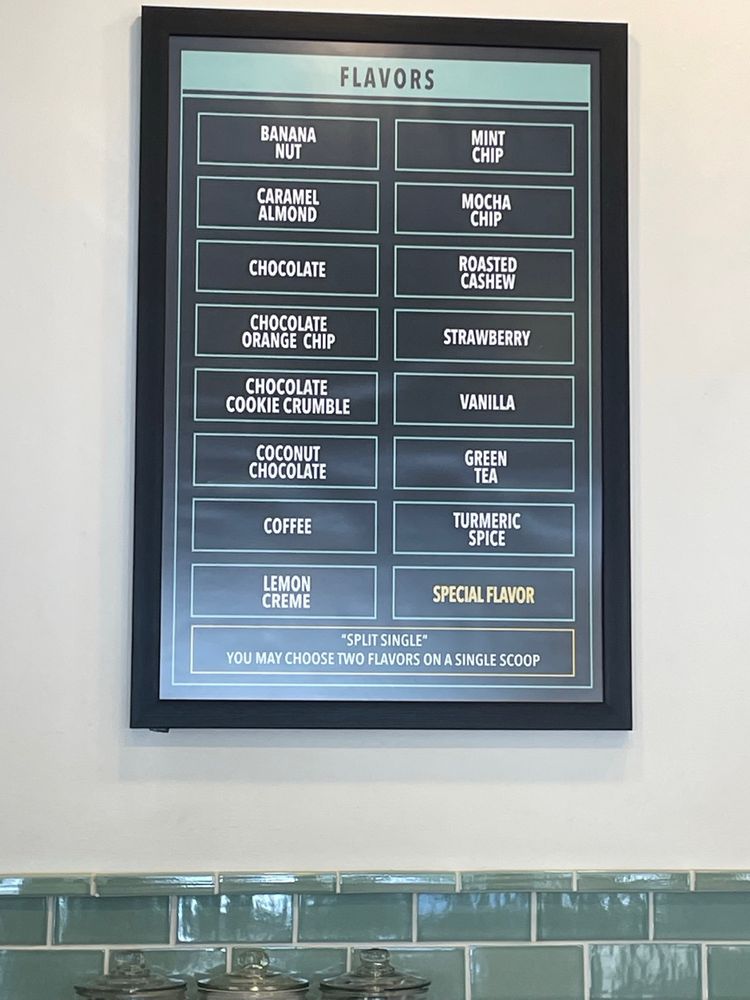 FLAVORS
BANANA
NUT
CARAMEL
ALMOND
CHOCOLATE
CHOCOLATE
ORANGE CHIP
CHOCOLATE
COOKIE CRUMBLE
COCONUT
CHOCOLATE
COFFEE
LEMON
CREME
MINT
CHIP
MOCHA
CHIP
ROASTED
CASHEW
STRAWBERRY
VANILLA
GREEN
TEA
TURMERIC
SPICE
SPECIAL FLAVOR
"SPLIT SINGLE"
YOU MAY CHOOSE TWO FLAVORS ON A SINGLE SCOOP